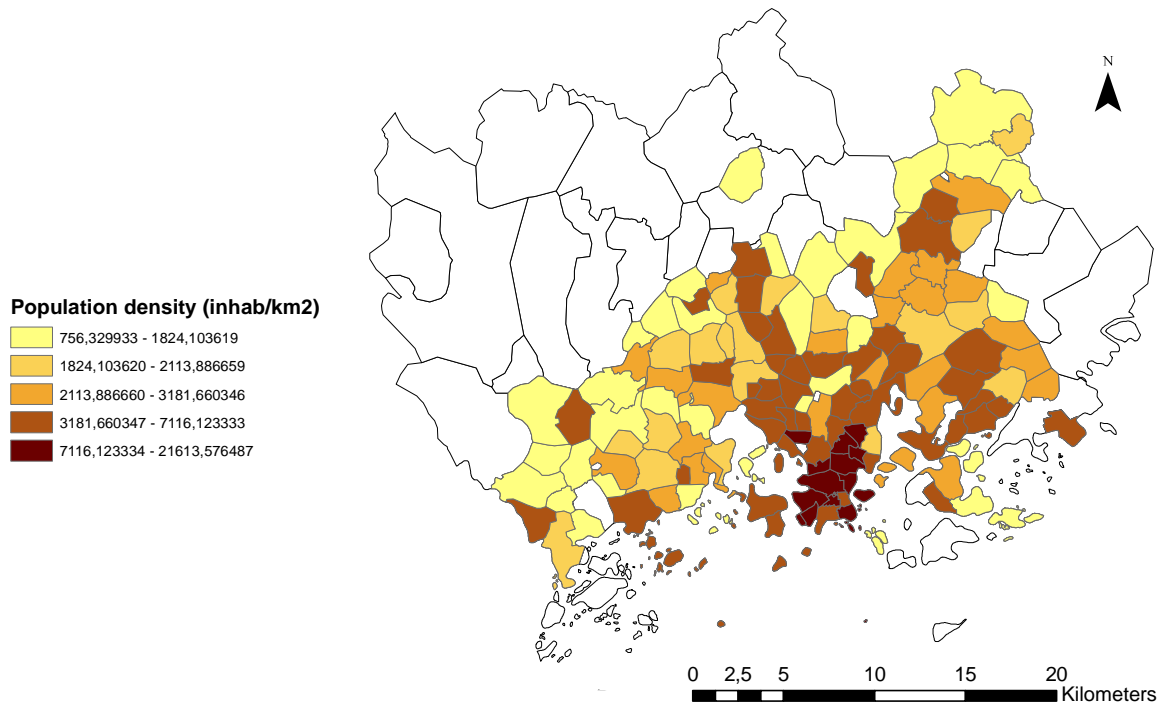 N
Population density (inhab/km2)
756,329933 - 1824,103619
1824,103620 - 2113,886659
2113,886660 - 3181,660346
3181,660347 - 7116,123333
7116,123334 - 21613,576487
0 2,5 5 10 15 20
Kilometers